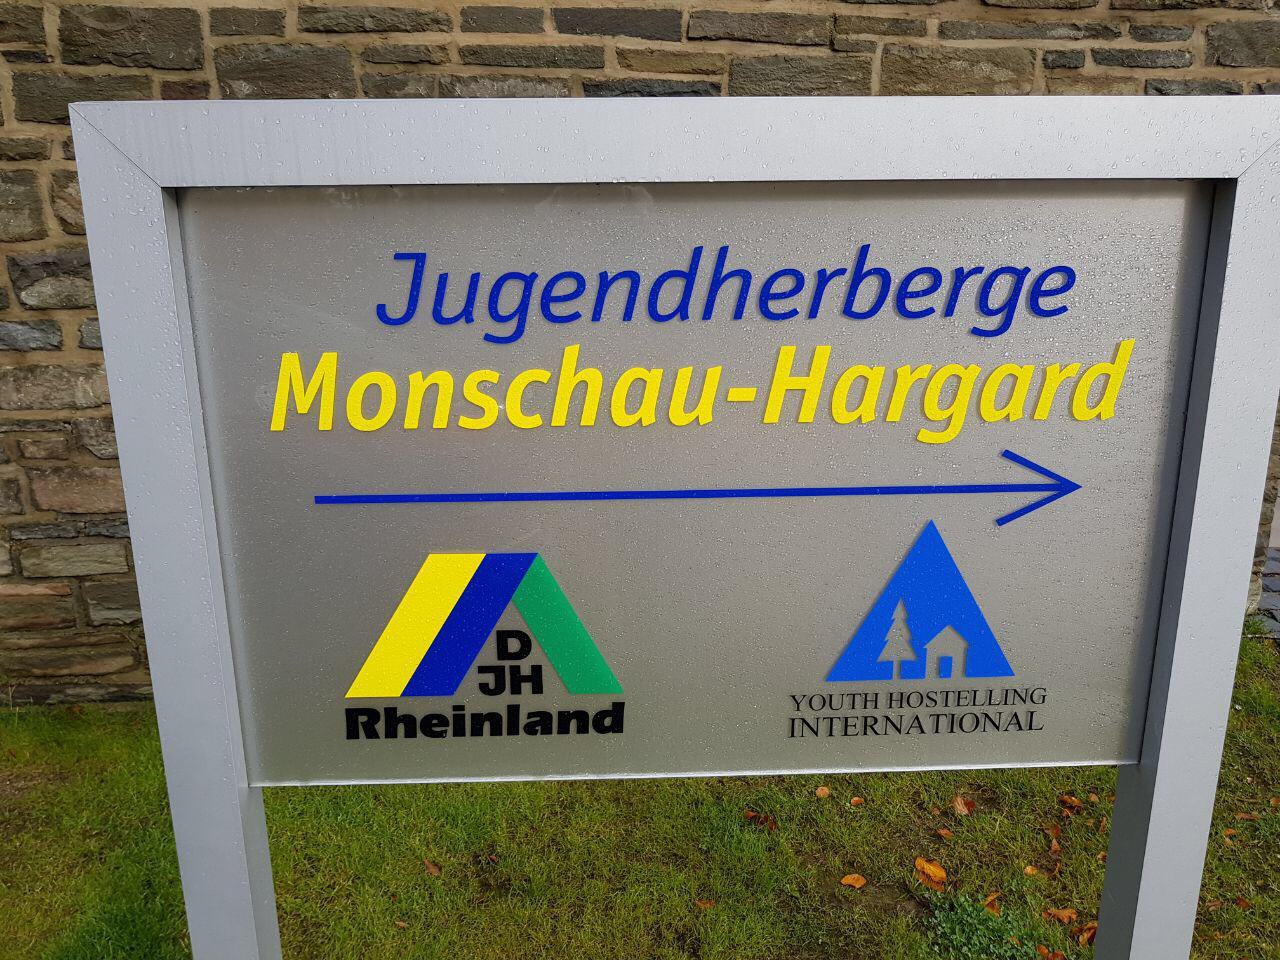 Jugendherberge
Monschau-Hargard
D
JH
Rheinland
YOUTH HOSTELLING
INTERNATIONAL